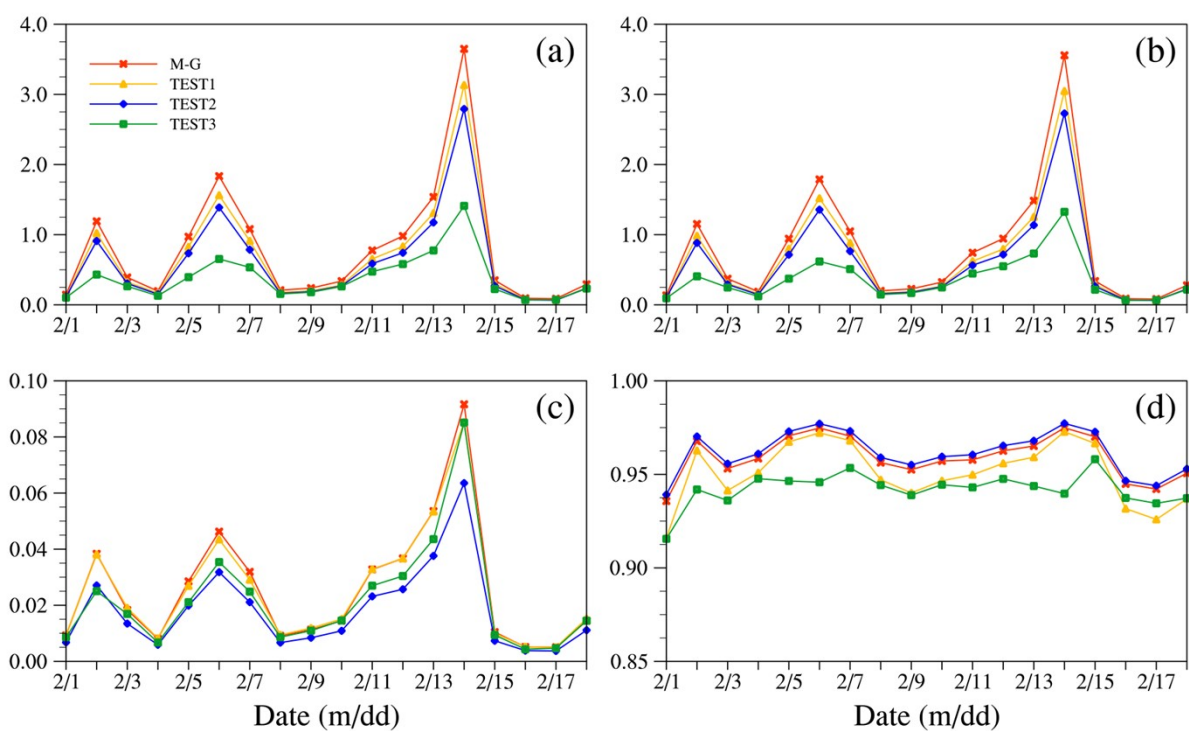 4.0
3.0
2.0
1.0
0.0
(a)
M-G
TEST1
TEST2
TEST3
2/1 2/3 2/5 2/7 2/9 2/11 2/13 2/15 2/17
4.0
3.0
2.0
1.0
0.0
(b)
2/1 2/3 2/5 2/7 2/9 2/11 2/13 2/15 2/17
0.10
0.08
0.06
0.04
0.02
0.00
(c)
2/1 2/3 2/5 2/7 2/9 2/11 2/13 2/15 2/17
Date (m/dd)
1.00
0.95
0.90
0.85
(d)
2/1 2/3 2/5 2/7 2/9 2/11 2/13 2/15 2/17
Date (m/dd)